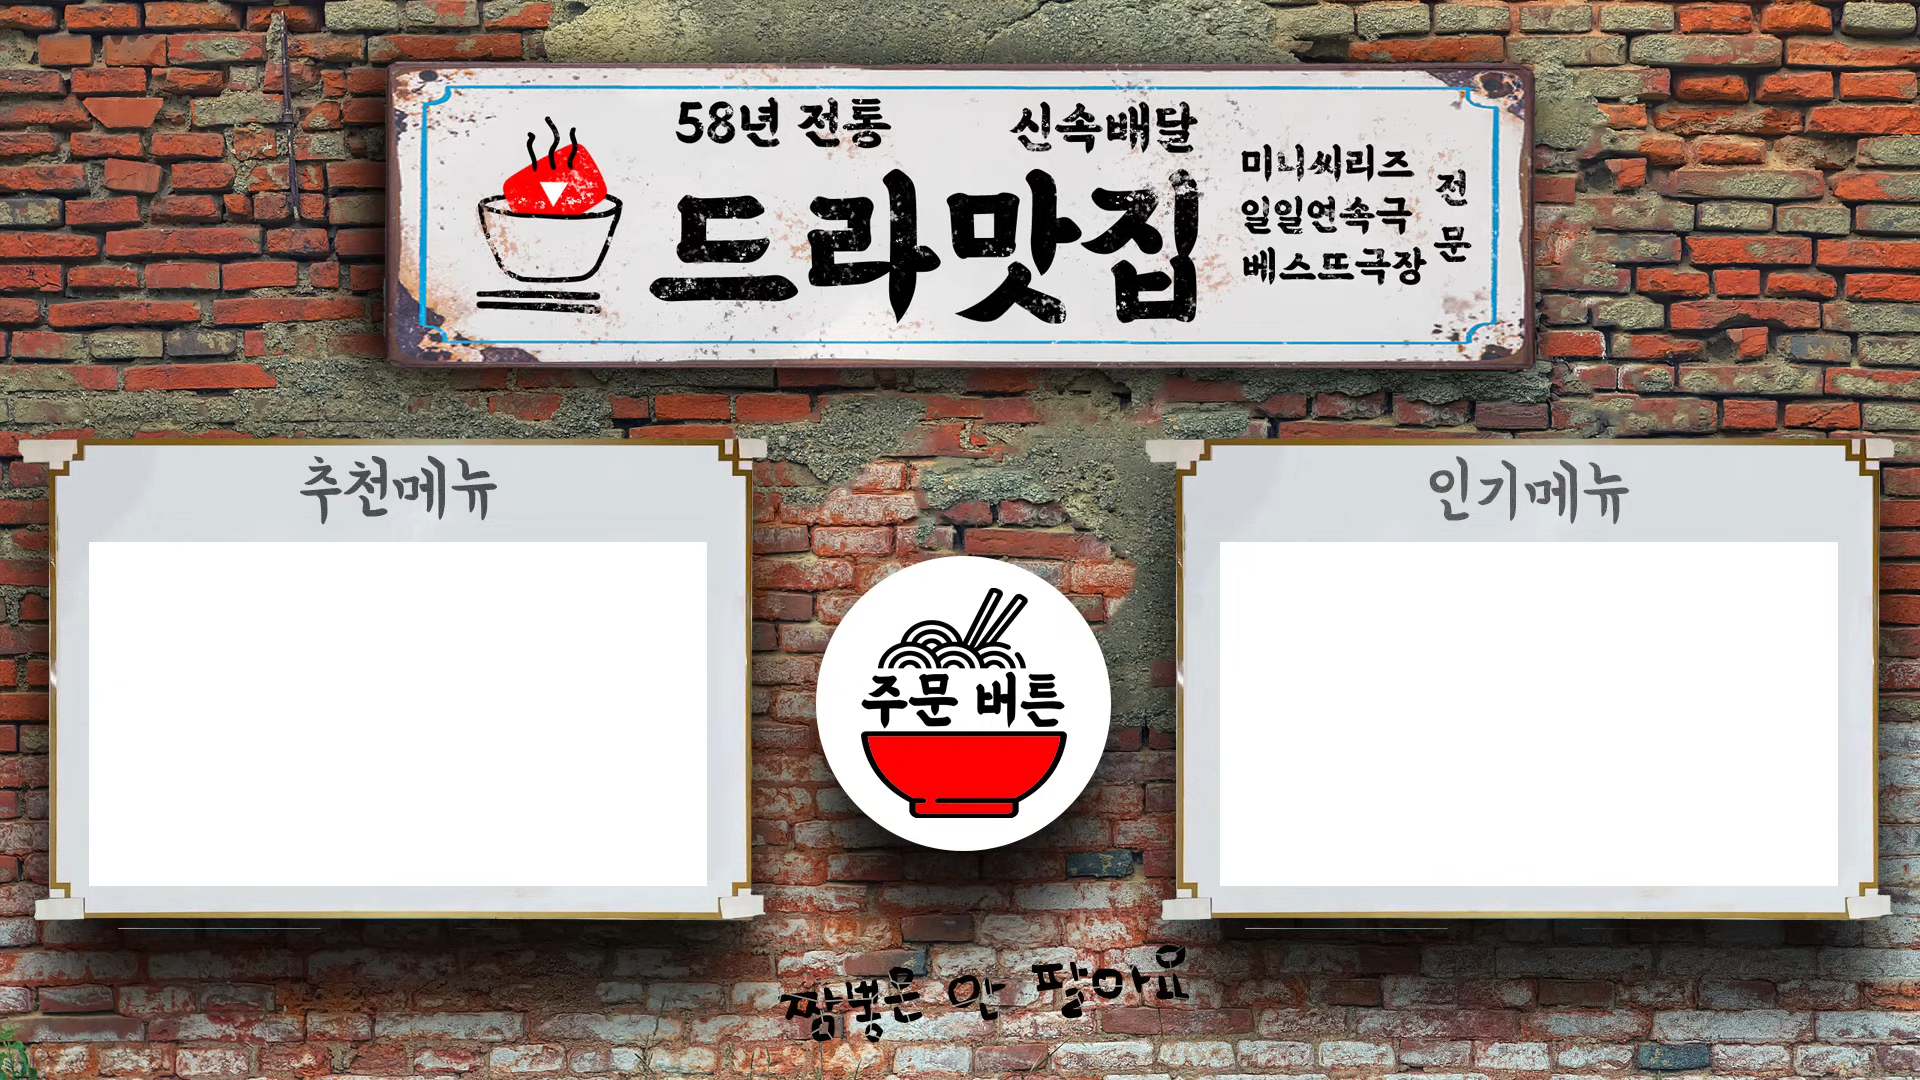 58년 전통 신속배달
드라맛집
미니씨리즈
일일연속극
베스뜨극장
전문
추천메뉴
인기메뉴
주문 버튼
짬뽕은 안 팔아요